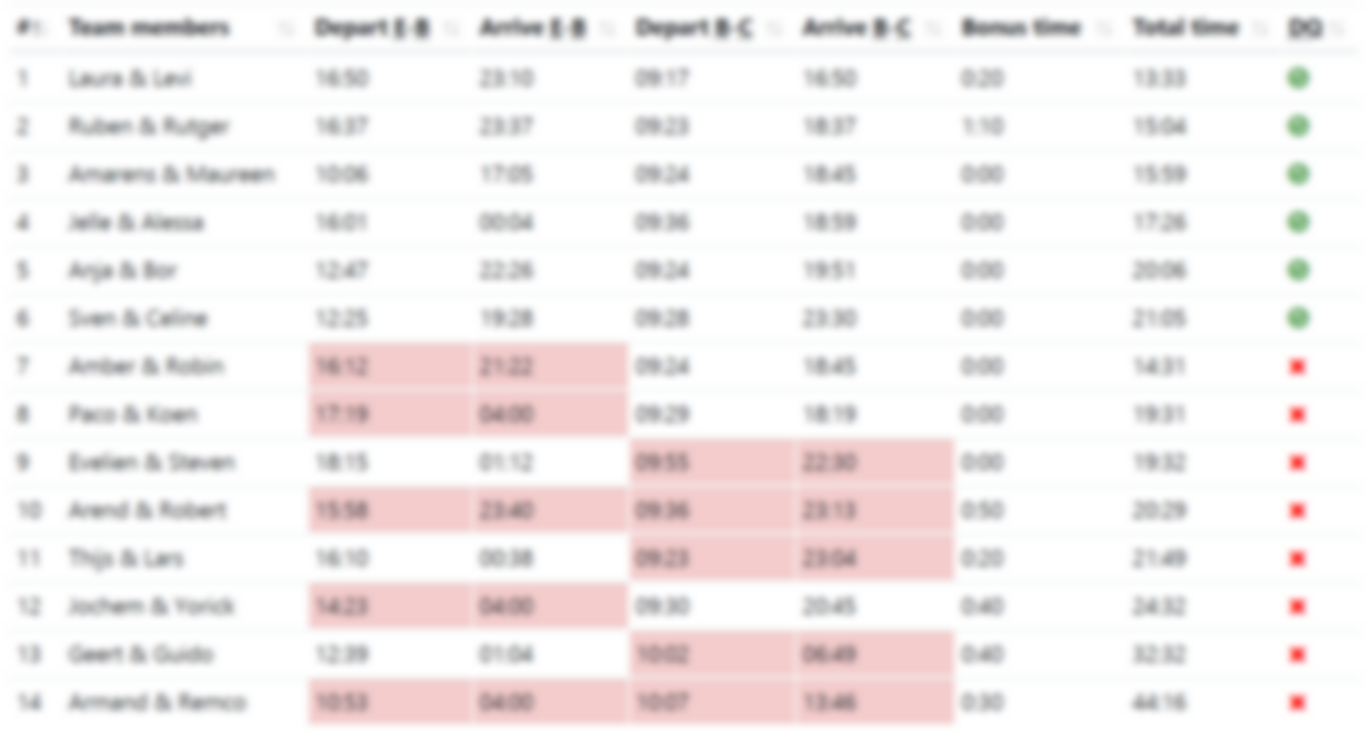 # Team members Depart E-B Arrive E-B Depart B-C Arrive B-C Bonus time Total time DQ
1 Laura & Levi 16:50 23:10 09:17 16:50 0:20 13:33
2 Ruben & Rutger 16:37 23:37 09:23 18:37 1:10 15:04
3 Amarens & Maureen 10:06 17:05 09:24 18:45 0:00 15:59
4 Jelle & Alessa 16:01 00:04 09:36 18:59 0:00 17:26
5 Anja & Bor 12:47 22:26 09:24 19:51 0:00 20:06
6 Sven & Celine 12:25 19:28 09:28 23:30 0:00 21:05
7 Amber & Robin 16:12 21:22 09:24 18:45 0:00 14:31
8 Paco & Koen 17:19 04:00 09:29 18:19 0:00 19:31
9 Evelien & Steven 18:15 01:12 09:55 22:30 0:00 19:32
10 Arend & Robert 15:58 23:40 09:36 23:13 0:50 20:29
11 Thijs & Lars 16:10 00:38 09:23 23:04 0:20 21:49
12 Jochem & Yorick 14:23 04:00 09:30 20:45 0:40 24:32
13 Geert & Guido 12:39 01:04 10:02 06:49 0:40 32:32
14 Armand & Remco 10:53 04:00 10:07 13:46 0:30 44:16